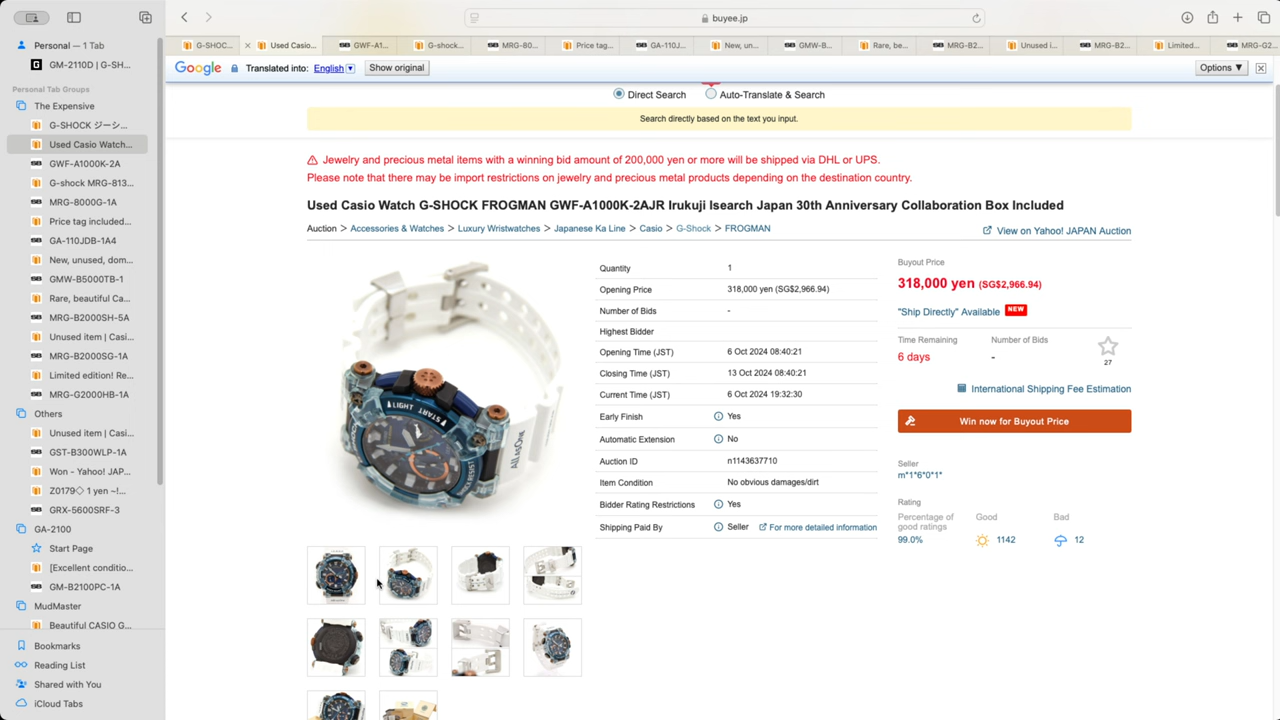 buyee.jp
Personal — 1 Tab
GM-2110D | G-SH...
Personal Tab Groups
The Expensive
G-SHOCK ジーシ...
Used Casio Watch...
GWF-A1000K-2A
G-shock MRG-813...
MRG-8000G-1A
Price tag included...
GA-110JDB-1A4
New, unused, dom...
GMW-B5000TB-1
Rare, beautiful Ca...
MRG-B2000SH-5A
Unused item | Casi...
MRG-B2000SG-1A
Limited edition! Re...
MRG-G2000HB-1A
Others
Unused item | Casi...
GST-B300WLP-1A
Won - Yahoo! JAP...
Z0179◇ 1 yen ~!...
GRX-5600SRF-3
GA-2100
Start Page
[Excellent conditio...
GM-B2100PC-1A
MudMaster
Beautiful CASIO G...
Bookmarks
Reading List
Shared with You
iCloud Tabs
G-SHOC...
Used Casio...
GWF-A1...
G-shock...
MRG-80...
Price tag...
GA-110J...
New, un...
GMW-B...
Rare, be...
MRG-B2...
Unused i...
MRG-B2...
Limited...
MRG-G2...
Google Translated into: English Show original
Options ▼
Direct Search Auto-Translate & Search
Search directly based on the text you input.
Jewelry and precious metal items with a winning bid amount of 200,000 yen or more will be shipped via DHL or UPS.
Please note that there may be import restrictions on jewelry and precious metal products depending on the destination country.
Used Casio Watch G-SHOCK FROGMAN GWF-A1000K-2AJR Irukuji Isearch Japan 30th Anniversary Collaboration Box Included
Auction > Accessories & Watches > Luxury Wristwatches > Japanese Ka Line > Casio > G-Shock > FROGMAN
View on Yahoo! JAPAN Auction
LIGHT START
RESIST
Quantity 1
Opening Price 318,000 yen (SG$2,966.94)
Number of Bids -
Highest Bidder
Opening Time (JST) 6 Oct 2024 08:40:21
Closing Time (JST) 13 Oct 2024 08:40:21
Current Time (JST) 6 Oct 2024 19:32:30
Early Finish Yes
Automatic Extension No
Auction ID n1143637710
Item Condition No obvious damages/dirt
Bidder Rating Restrictions Yes
Shipping Paid By Seller For more detailed information
Buyout Price
318,000 yen (SG$2,966.94)
"Ship Directly" Available NEW
Time Remaining Number of Bids
6 days -
27
International Shipping Fee Estimation
Win now for Buyout Price
Seller
m*1*6*0*1*
Rating
Percentage of good ratings Good Bad
99.0% 1142 12